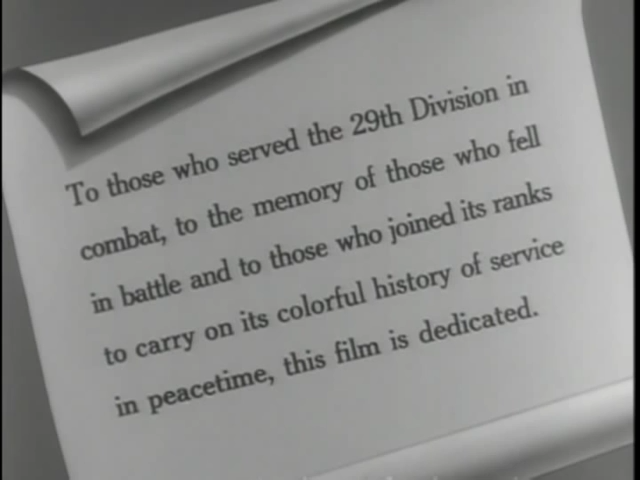 To those who served the 29th Division in
combat, to the memory of those who fell
in battle and to those who joined its ranks
to carry on its colorful history of service
in peacetime, this film is dedicated.